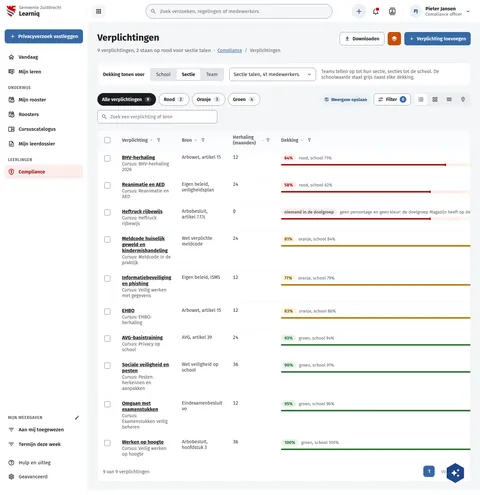 Gemeente Zuidrecht
Learniq
Zoek verzoeken, regelingen of medewerkers
Pieter Jansen
Compliance officer
PJ
+ Privacyverzoek vastleggen
Vandaag
Mijn leren
ONDERWIJS
Mijn rooster
Roosters
Cursuscatalogus
Mijn leerdossier
LEERLINGEN
Compliance
MIJN WEERGAVEN
Aan mij toegewezen
Termijn deze week
Hulp en uitleg
Geavanceerd
Verplichtingen
9 verplichtingen, 2 staan op rood voor sectie talen · Compliance / Verplichtingen
Downloaden
+ Verplichting toevoegen
Dekking tonen voor
School
Sectie
Team
Sectie talen, 41 medewerkers.
Teams tellen op tot hun sectie, secties tot de school. De schoolwaarde staat grijs naast elke dekking.
Alle verplichtingen 9
Rood 2
Oranje 3
Groen 4
Weergave opslaan
Filter
Zoek een verplichting of bron
Verplichting
Bron
Herhaling (maanden)
Dekking
BHV-herhaling
Cursus: BHV-herhaling 2026
Arbowet, artikel 15
12
64% rood, school 71%
Reanimatie en AED
Cursus: Reanimatie en AED
Eigen beleid, veiligheidsplan
24
58% rood, school 62%
Heftruck rijbewijs
Cursus: Heftruck rijbewijs
Arbobesluit, artikel 7.17c
0
niemand in de doelgroep · geen percentage en geen kleur: de doelgroep Magazijn heeft op de
Meldcode huiselijk geweld en kindermishandeling
Cursus: Meldcode in de praktijk
Wet verplichte meldcode
24
81% oranje, school 84%
Informatiebeveiliging en phishing
Cursus: Veilig werken met gegevens
Eigen beleid, ISMS
12
77% oranje, school 79%
EHBO
Cursus: EHBO-herhaling
Arbowet, artikel 15
12
83% oranje, school 86%
AVG-basistraining
Cursus: Privacy op school
AVG, artikel 39
24
93% groen, school 94%
Sociale veiligheid en pesten
Cursus: Pesten herkennen en aanpakken
Wet veiligheid op school
36
90% groen, school 91%
Omgaan met examenstukken
Cursus: Examenstukken veilig beheren
Eindexamenbesluit vo
12
95% groen, school 96%
Werken op hoogte
Cursus: Veilig werken op hoogte
Arbobesluit, hoofdstuk 3
36
100% groen, school 100%
9 van 9 verplichtingen
1